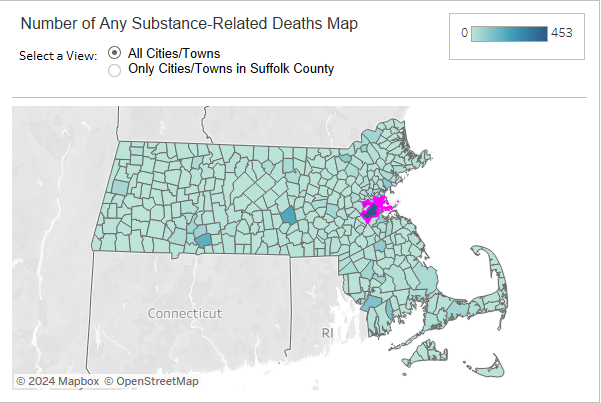 Number of Any Substance-Related Deaths Map
0 453
Select a View:
All Cities/Towns
Only Cities/Towns in Suffolk County
Connecticut
RI
© 2024 Mapbox © OpenStreetMap